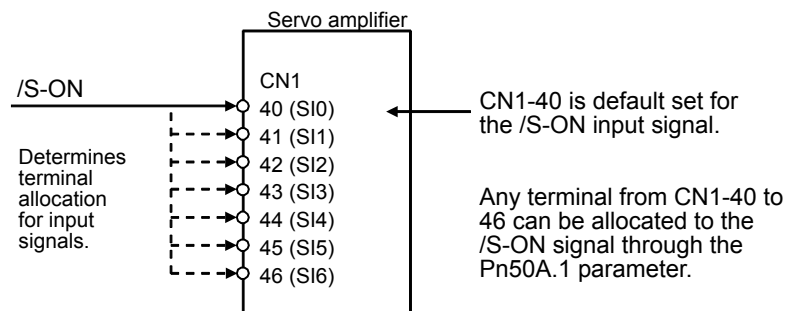 Servo amplifier
CN1
/S-ON
40 (SI0)
41 (SI1)
42 (SI2)
43 (SI3)
44 (SI4)
45 (SI5)
46 (SI6)
Determines
terminal
allocation
for input
signals.
CN1-40 is default set for
the /S-ON input signal.
Any terminal from CN1-40 to
46 can be allocated to the
/S-ON signal through the
Pn50A.1 parameter.